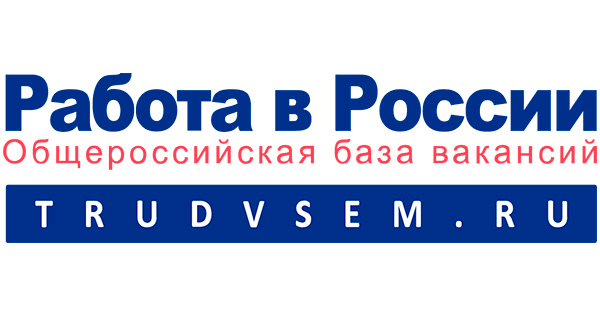 Работа в России
Общероссийская база вакансий
TRUDVSEM.RU